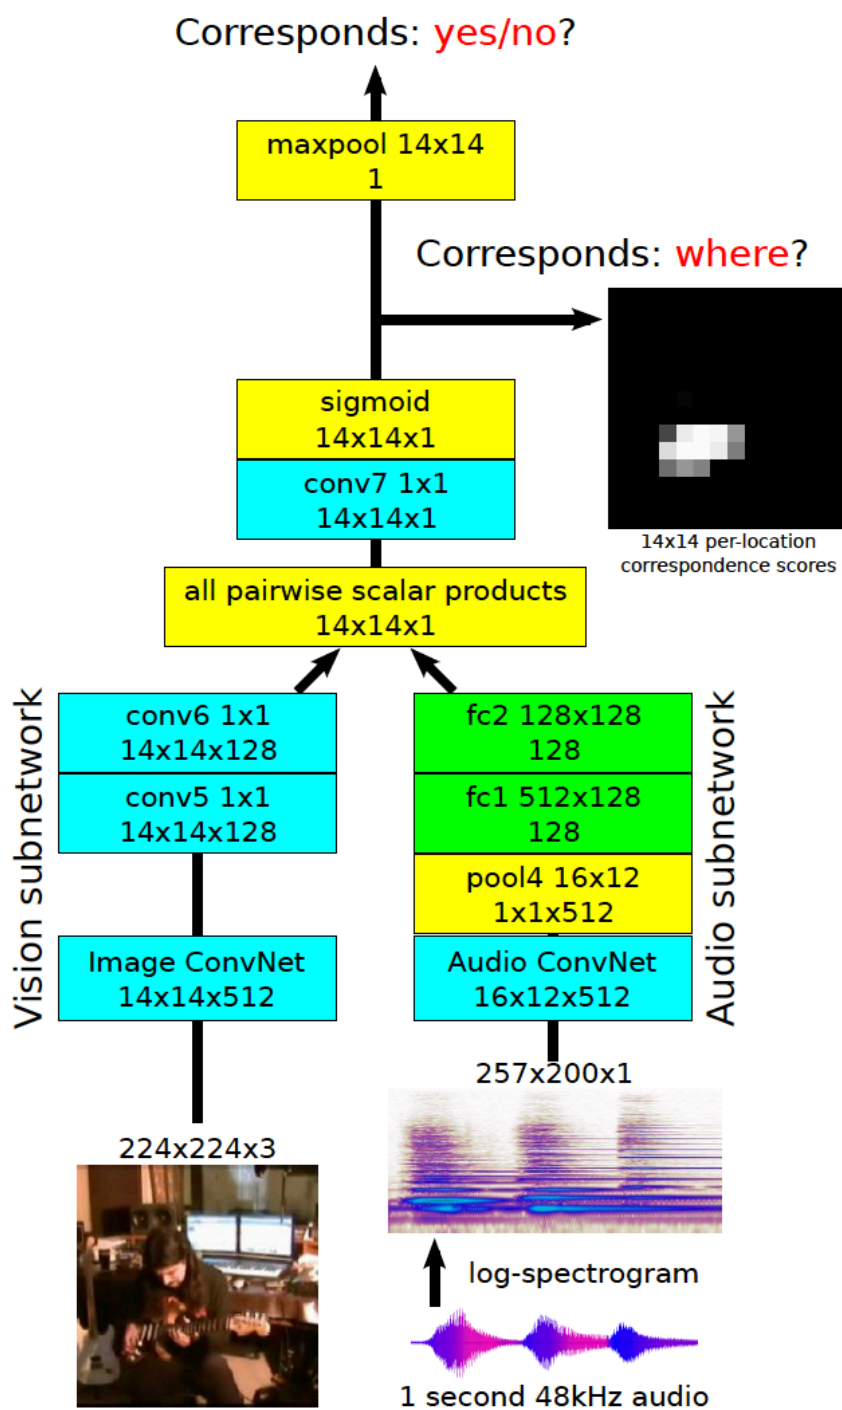 Corresponds: yes/no?
maxpool 14x14
1
Corresponds: where?
sigmoid
14x14x1
conv7 1x1
14x14x1
14x14 per-location
correspondence scores
all pairwise scalar products
14x14x1
Vision subnetwork
conv6 1x1
14x14x128
conv5 1x1
14x14x128
Image ConvNet
14x14x512
224x224x3
Audio subnetwork
fc2 128x128
128
fc1 512x128
128
pool4 16x12
1x1x512
Audio ConvNet
16x12x512
257x200x1
log-spectrogram
1 second 48kHz audio